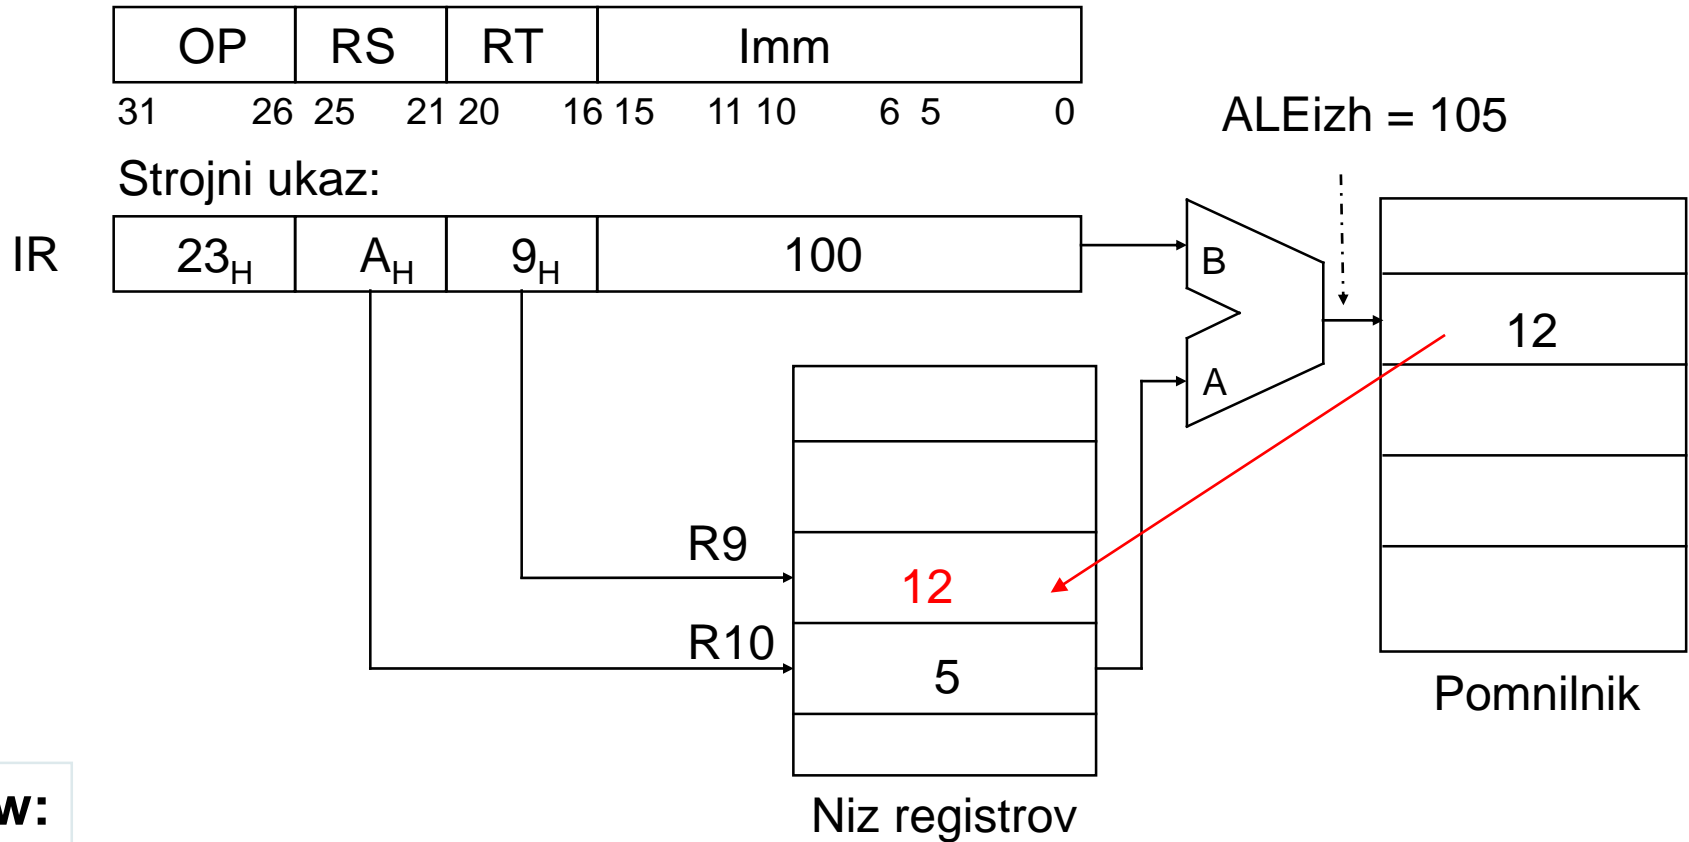 OP RS RT Imm
31 26 25 21 20 16 15 11 10 6 5 0
ALEizh = 105
Strojni ukaz:
IR 23H AH 9H 100
B
12
A
R9
12
R10
5
Pomnilnik
w:
Niz registrov